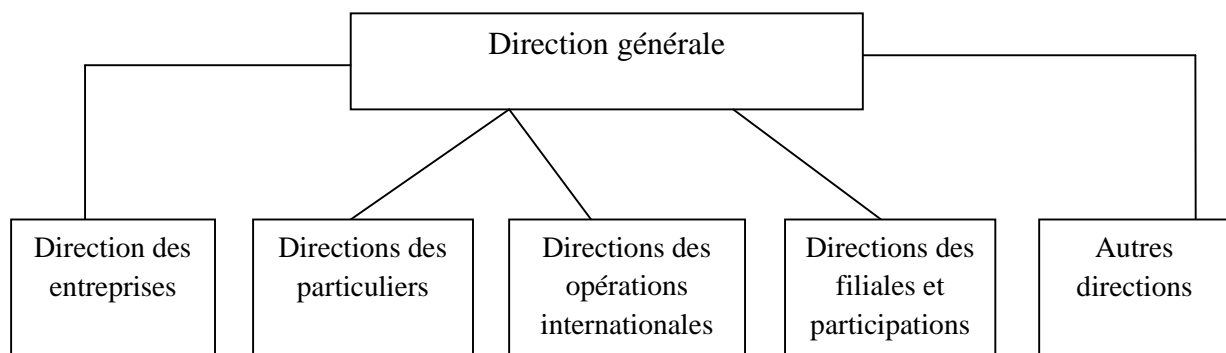 Direction générale
Direction des
entreprises
Directions des
particuliers
Directions des
opérations
internationales
Directions des
filiales et
participations
Autres
directions